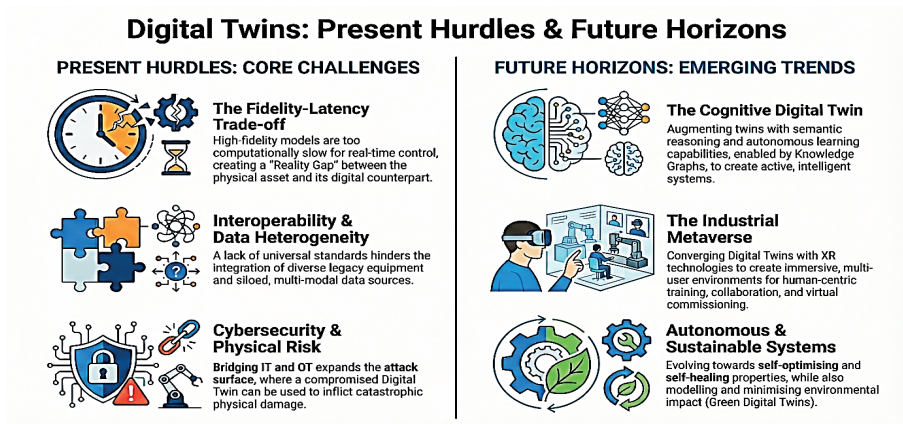 Digital Twins: Present Hurdles & Future Horizons
PRESENT HURDLES: CORE CHALLENGES
The Fidelity-Latency
Trade-off
High-fidelity models are too
computationally slow for real-time control,
creating a "Reality Gap" between the
physical asset and its digital counterpart.
Interoperability &
Data Heterogeneity
A lack of universal standards hinders the
integration of diverse legacy equipment
and siloed, multi-modal data sources.
?
Cybersecurity &
Physical Risk
Bridging IT and OT expands the attack
surface, where a compromised Digital
Twin can be used to inflict catastrophic
physical damage.
!
FUTURE HORIZONS: EMERGING TRENDS
The Cognitive Digital Twin
Augmenting twins with semantic
reasoning and autonomous learning
capabilities, enabled by Knowledge
Graphs, to create active, intelligent
systems.
The Industrial
Metaverse
Converging Digital Twins with XR
technologies to create immersive, multi-
user environments for human-centric
training, collaboration, and virtual
commissioning.
Autonomous &
Sustainable Systems
Evolving towards self-optimising and
self-healing properties, while also
modelling and minimising environmental
impact (Green Digital Twins).